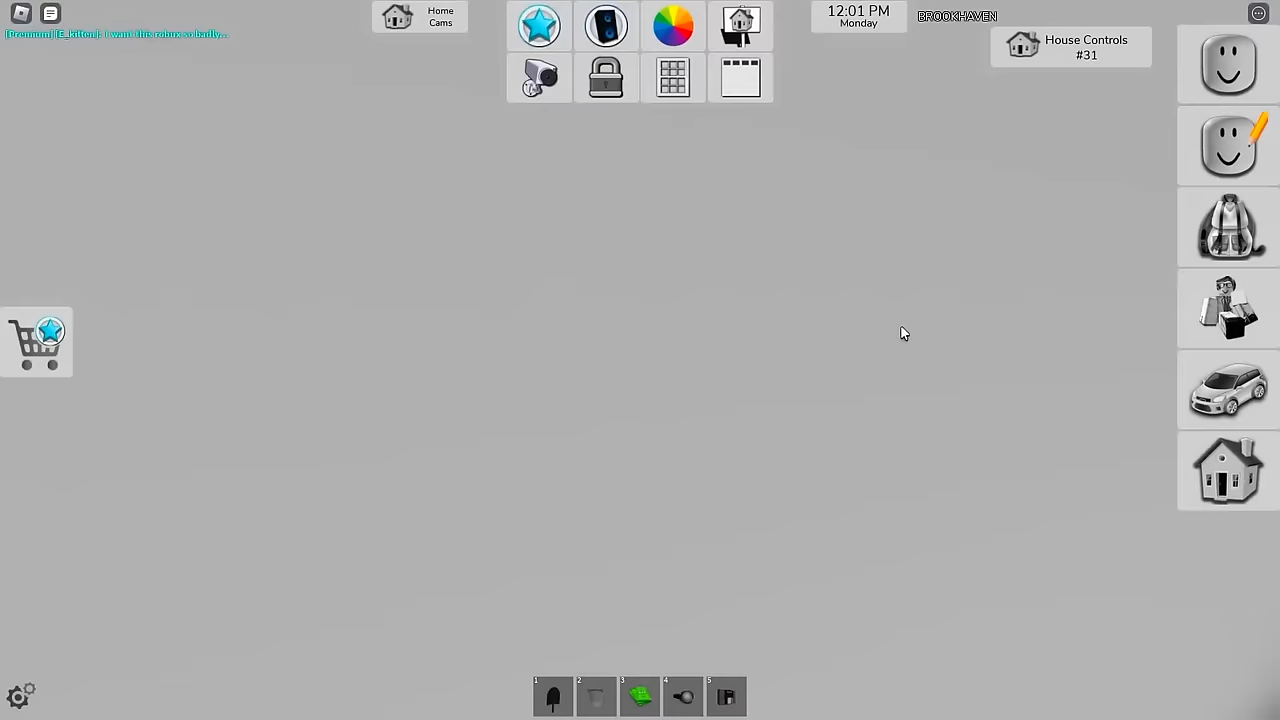 [Premium] [E_kitten]: i want this robux so badly...
Home
Cams
12:01 PM
Monday
BROOKHAVEN
House Controls
#31
1
2
3
4
5